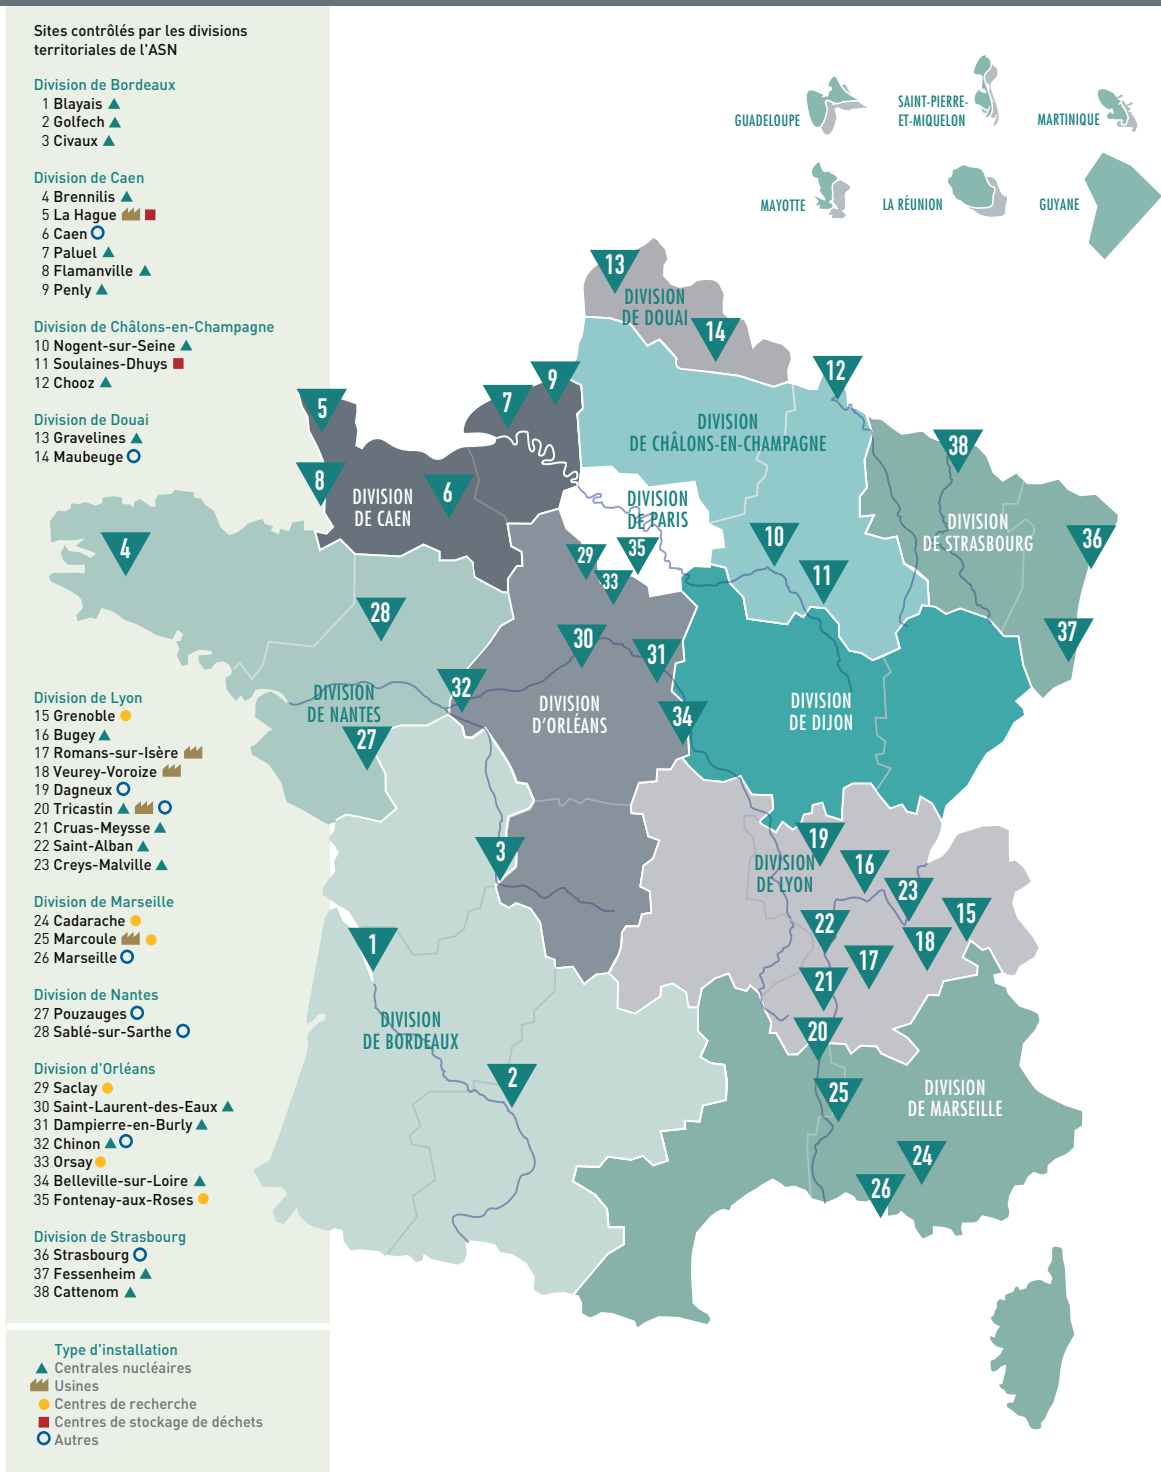 Sites contrôlés par les divisions
territoriales de l'ASN
Division de Bordeaux
1 Blayais
2 Golfech
3 Civaux
Division de Caen
4 Brennilis
5 La Hague
6 Caen
7 Paluel
8 Flamanville
9 Penly
Division de Châlons-en-Champagne
10 Nogent-sur-Seine
11 Soulaines-Dhuys
12 Chooz
Division de Douai
13 Gravelines
14 Maubeuge
Division de Lyon
15 Grenoble
16 Bugey
17 Romans-sur-Isère
18 Veurey-Voroize
19 Dagneux
20 Tricastin
21 Cruas-Meysse
22 Saint-Alban
23 Creys-Malville
Division de Marseille
24 Cadarache
25 Marcoule
26 Marseille
Division de Nantes
27 Pouzauges
28 Sablé-sur-Sarthe
Division d'Orléans
29 Saclay
30 Saint-Laurent-des-Eaux
31 Dampierre-en-Burly
32 Chinon
33 Orsay
34 Belleville-sur-Loire
35 Fontenay-aux-Roses
Division de Strasbourg
36 Strasbourg
37 Fessenheim
38 Cattenom
Type d'installation
Centrales nucléaires
Usines
Centres de recherche
Centres de stockage de déchets
Autres
GUADELOUPE
SAINT-PIERRE-
ET-MIQUELON
MARTINIQUE
MAYOTTE
LA RÉUNION
GUYANE
13
DIVISION
DE DOUAI
14
12
9
7
5
DIVISION
DE CHÂLONS-EN-CHAMPAGNE
38
8
6
DIVISION
DE CAEN
DIVISION
DE PARIS
DIVISION
DE STRASBOURG
4
10
36
35
29
33
11
28
30
31
37
32
DIVISION
DE NANTES
DIVISION
D'ORLÉANS
34
DIVISION
DE DIJON
27
3
19
DIVISION
DE LYON
16
23
15
22
18
1
17
21
DIVISION
DE BORDEAUX
20
2
25
DIVISION
DE MARSEILLE
24
26